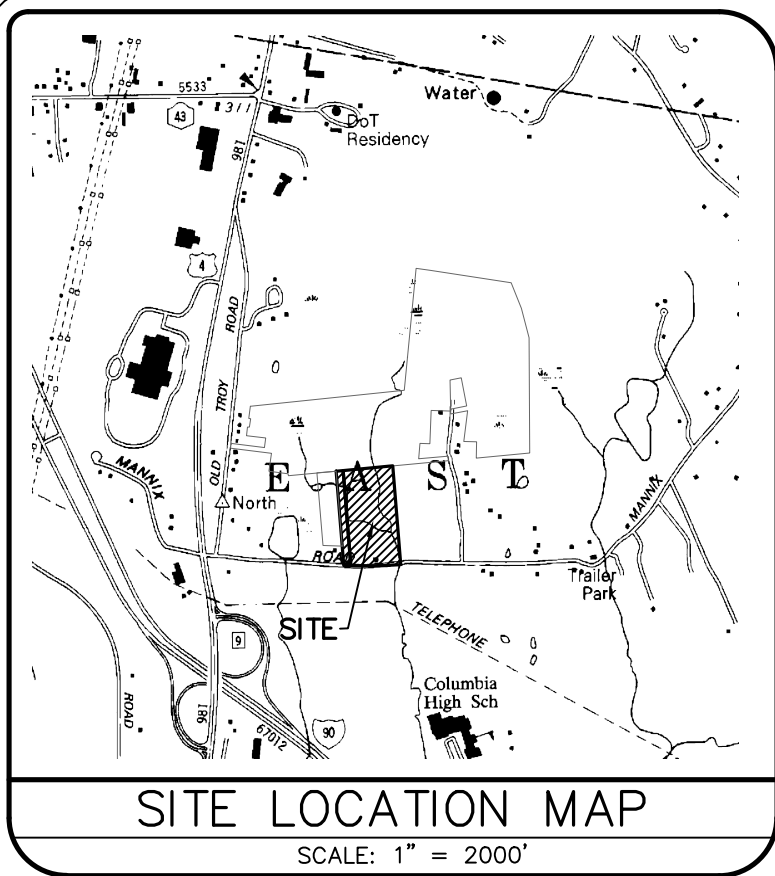 5533
43
311
981
Water
DoT
Residency
4
OLD TROY ROAD
MANNIX
North
E A S T
MANNIX
ROAD
Trailer
Park
SITE
TELEPHONE
9
ROAD
981
67012
90
Columbia
High Sch
SITE LOCATION MAP
SCALE: 1" = 2000'